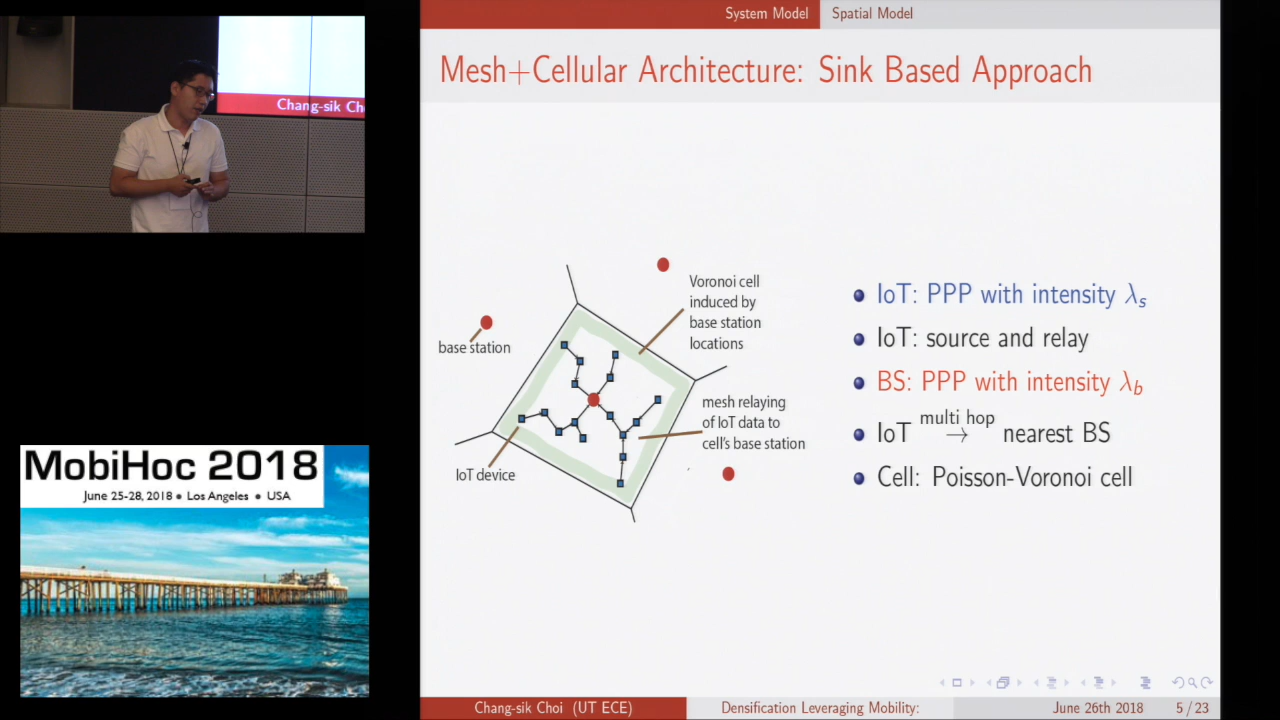 System Model
Spatial Model
Mesh+Cellular Architecture: Sink Based Approach
Chang-sik Ch
base station
Voronoi cell
induced by
base station
locations
mesh relaying
of IoT data to
cell's base station
IoT device
IoT: PPP with intensity λs
IoT: source and relay
BS: PPP with intensity λb
IoT multi hop → nearest BS
Cell: Poisson-Voronoi cell
MobiHoc 2018
June 25-28, 2018 • Los Angeles • USA
Chang-sik Choi (UT ECE)
Densification Leveraging Mobility:
June 26th 2018
5 / 23